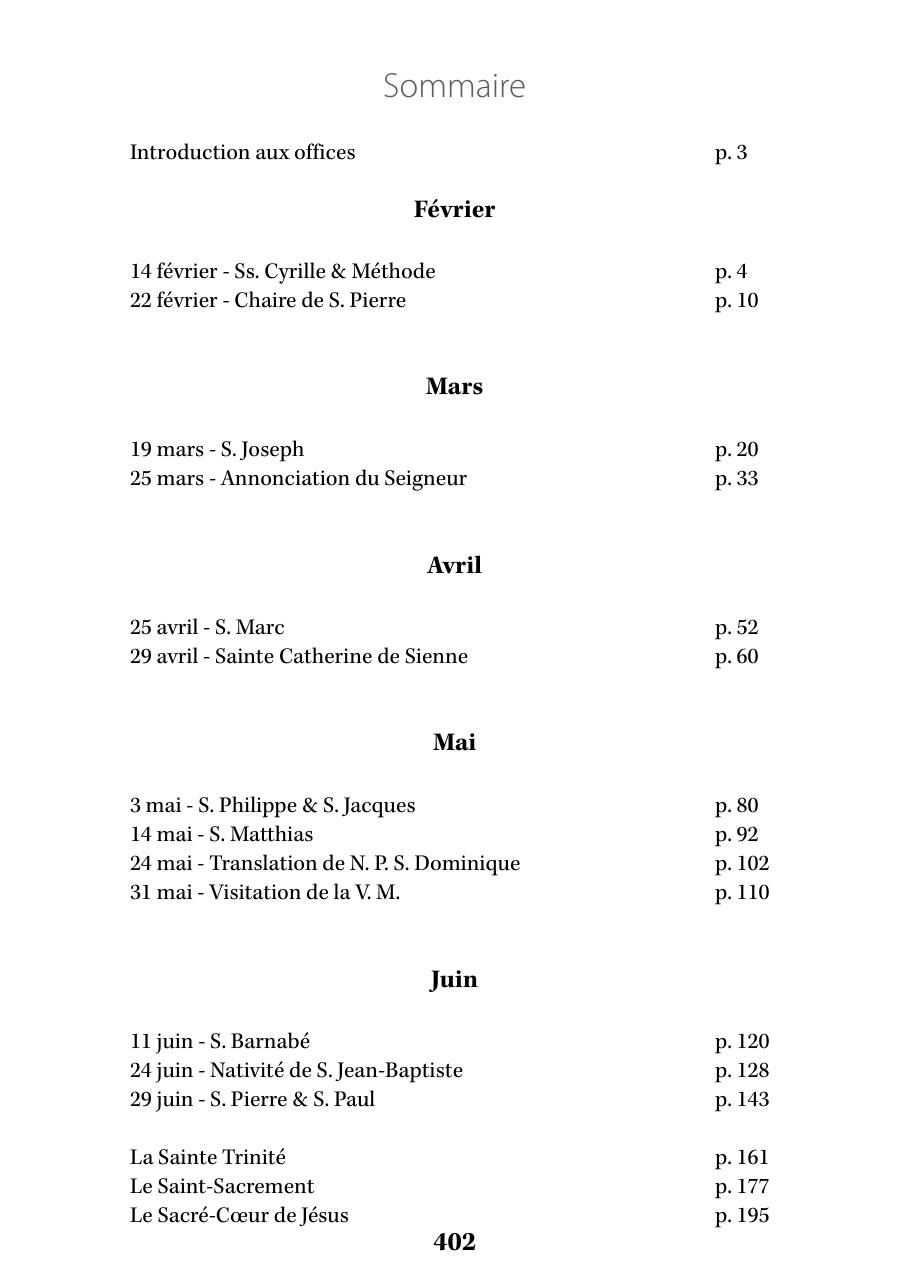 Sommaire
Introduction aux offices p. 3
Février
14 février - Ss. Cyrille & Méthode p. 4
22 février - Chaire de S. Pierre p. 10
Mars
19 mars - S. Joseph p. 20
25 mars - Annonciation du Seigneur p. 33
Avril
25 avril - S. Marc p. 52
29 avril - Sainte Catherine de Sienne p. 60
Mai
3 mai - S. Philippe & S. Jacques p. 80
14 mai - S. Matthias p. 92
24 mai - Translation de N. P. S. Dominique p. 102
31 mai - Visitation de la V. M. p. 110
Juin
11 juin - S. Barnabé p. 120
24 juin - Nativité de S. Jean-Baptiste p. 128
29 juin - S. Pierre & S. Paul p. 143
La Sainte Trinité p. 161
Le Saint-Sacrement p. 177
Le Sacré-Cœur de Jésus p. 195
402